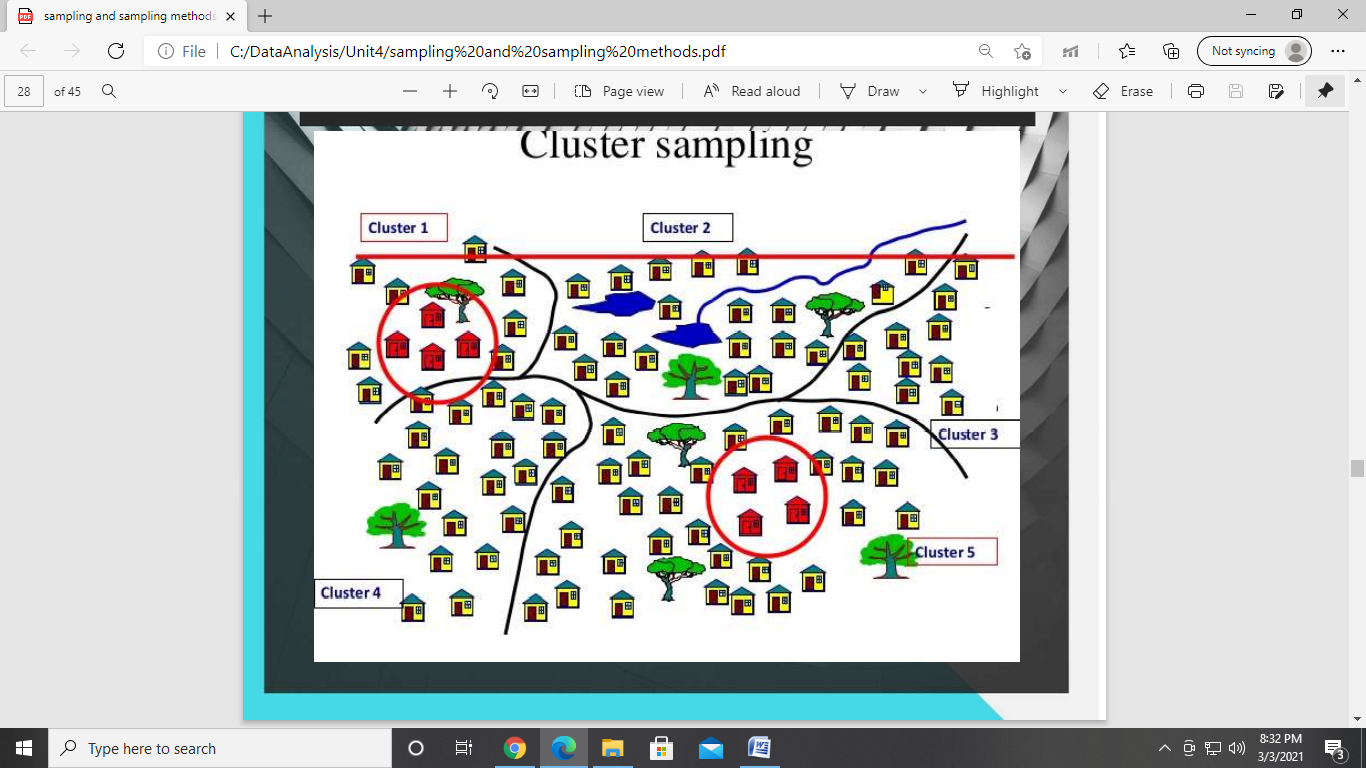 sampling and sampling methods
File
C:/DataAnalysis/Unit4/sampling%20and%20sampling%20methods.pdf
Not syncing
28 of 45
Page view
Read aloud
Draw
Highlight
Erase
Cluster sampling
Cluster 1
Cluster 2
Cluster 3
Cluster 5
Cluster 4
Type here to search
8:32 PM
3/3/2021
3